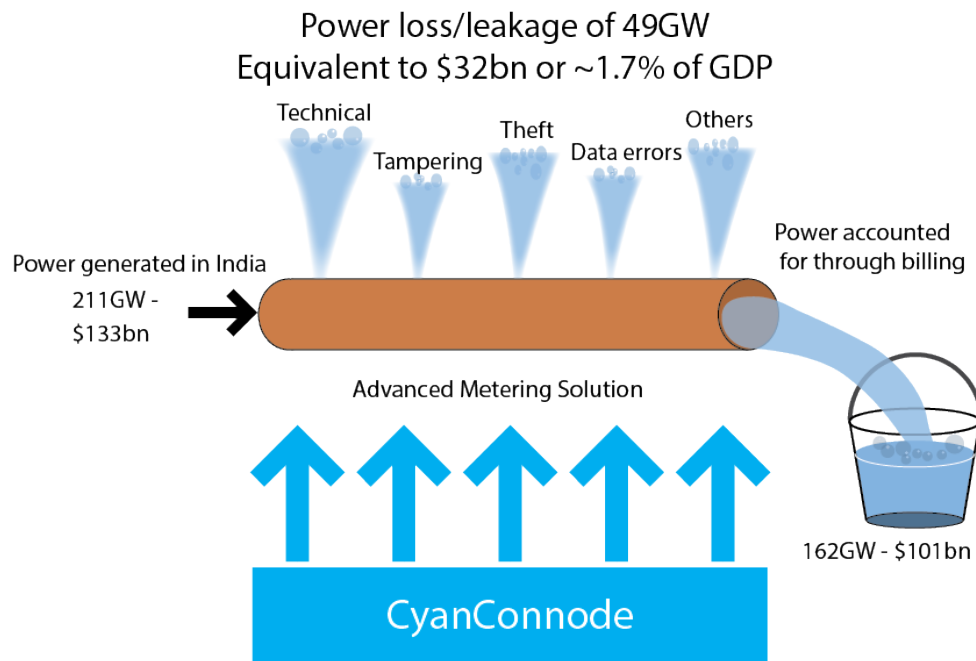 Power loss/leakage of 49GW
Equivalent to $32bn or ~1.7% of GDP
Technical
Tampering
Theft
Data errors
Others
Power generated in India
211GW -
$133bn
Power accounted
for through billing
Advanced Metering Solution
162GW - $101bn
CyanConnode